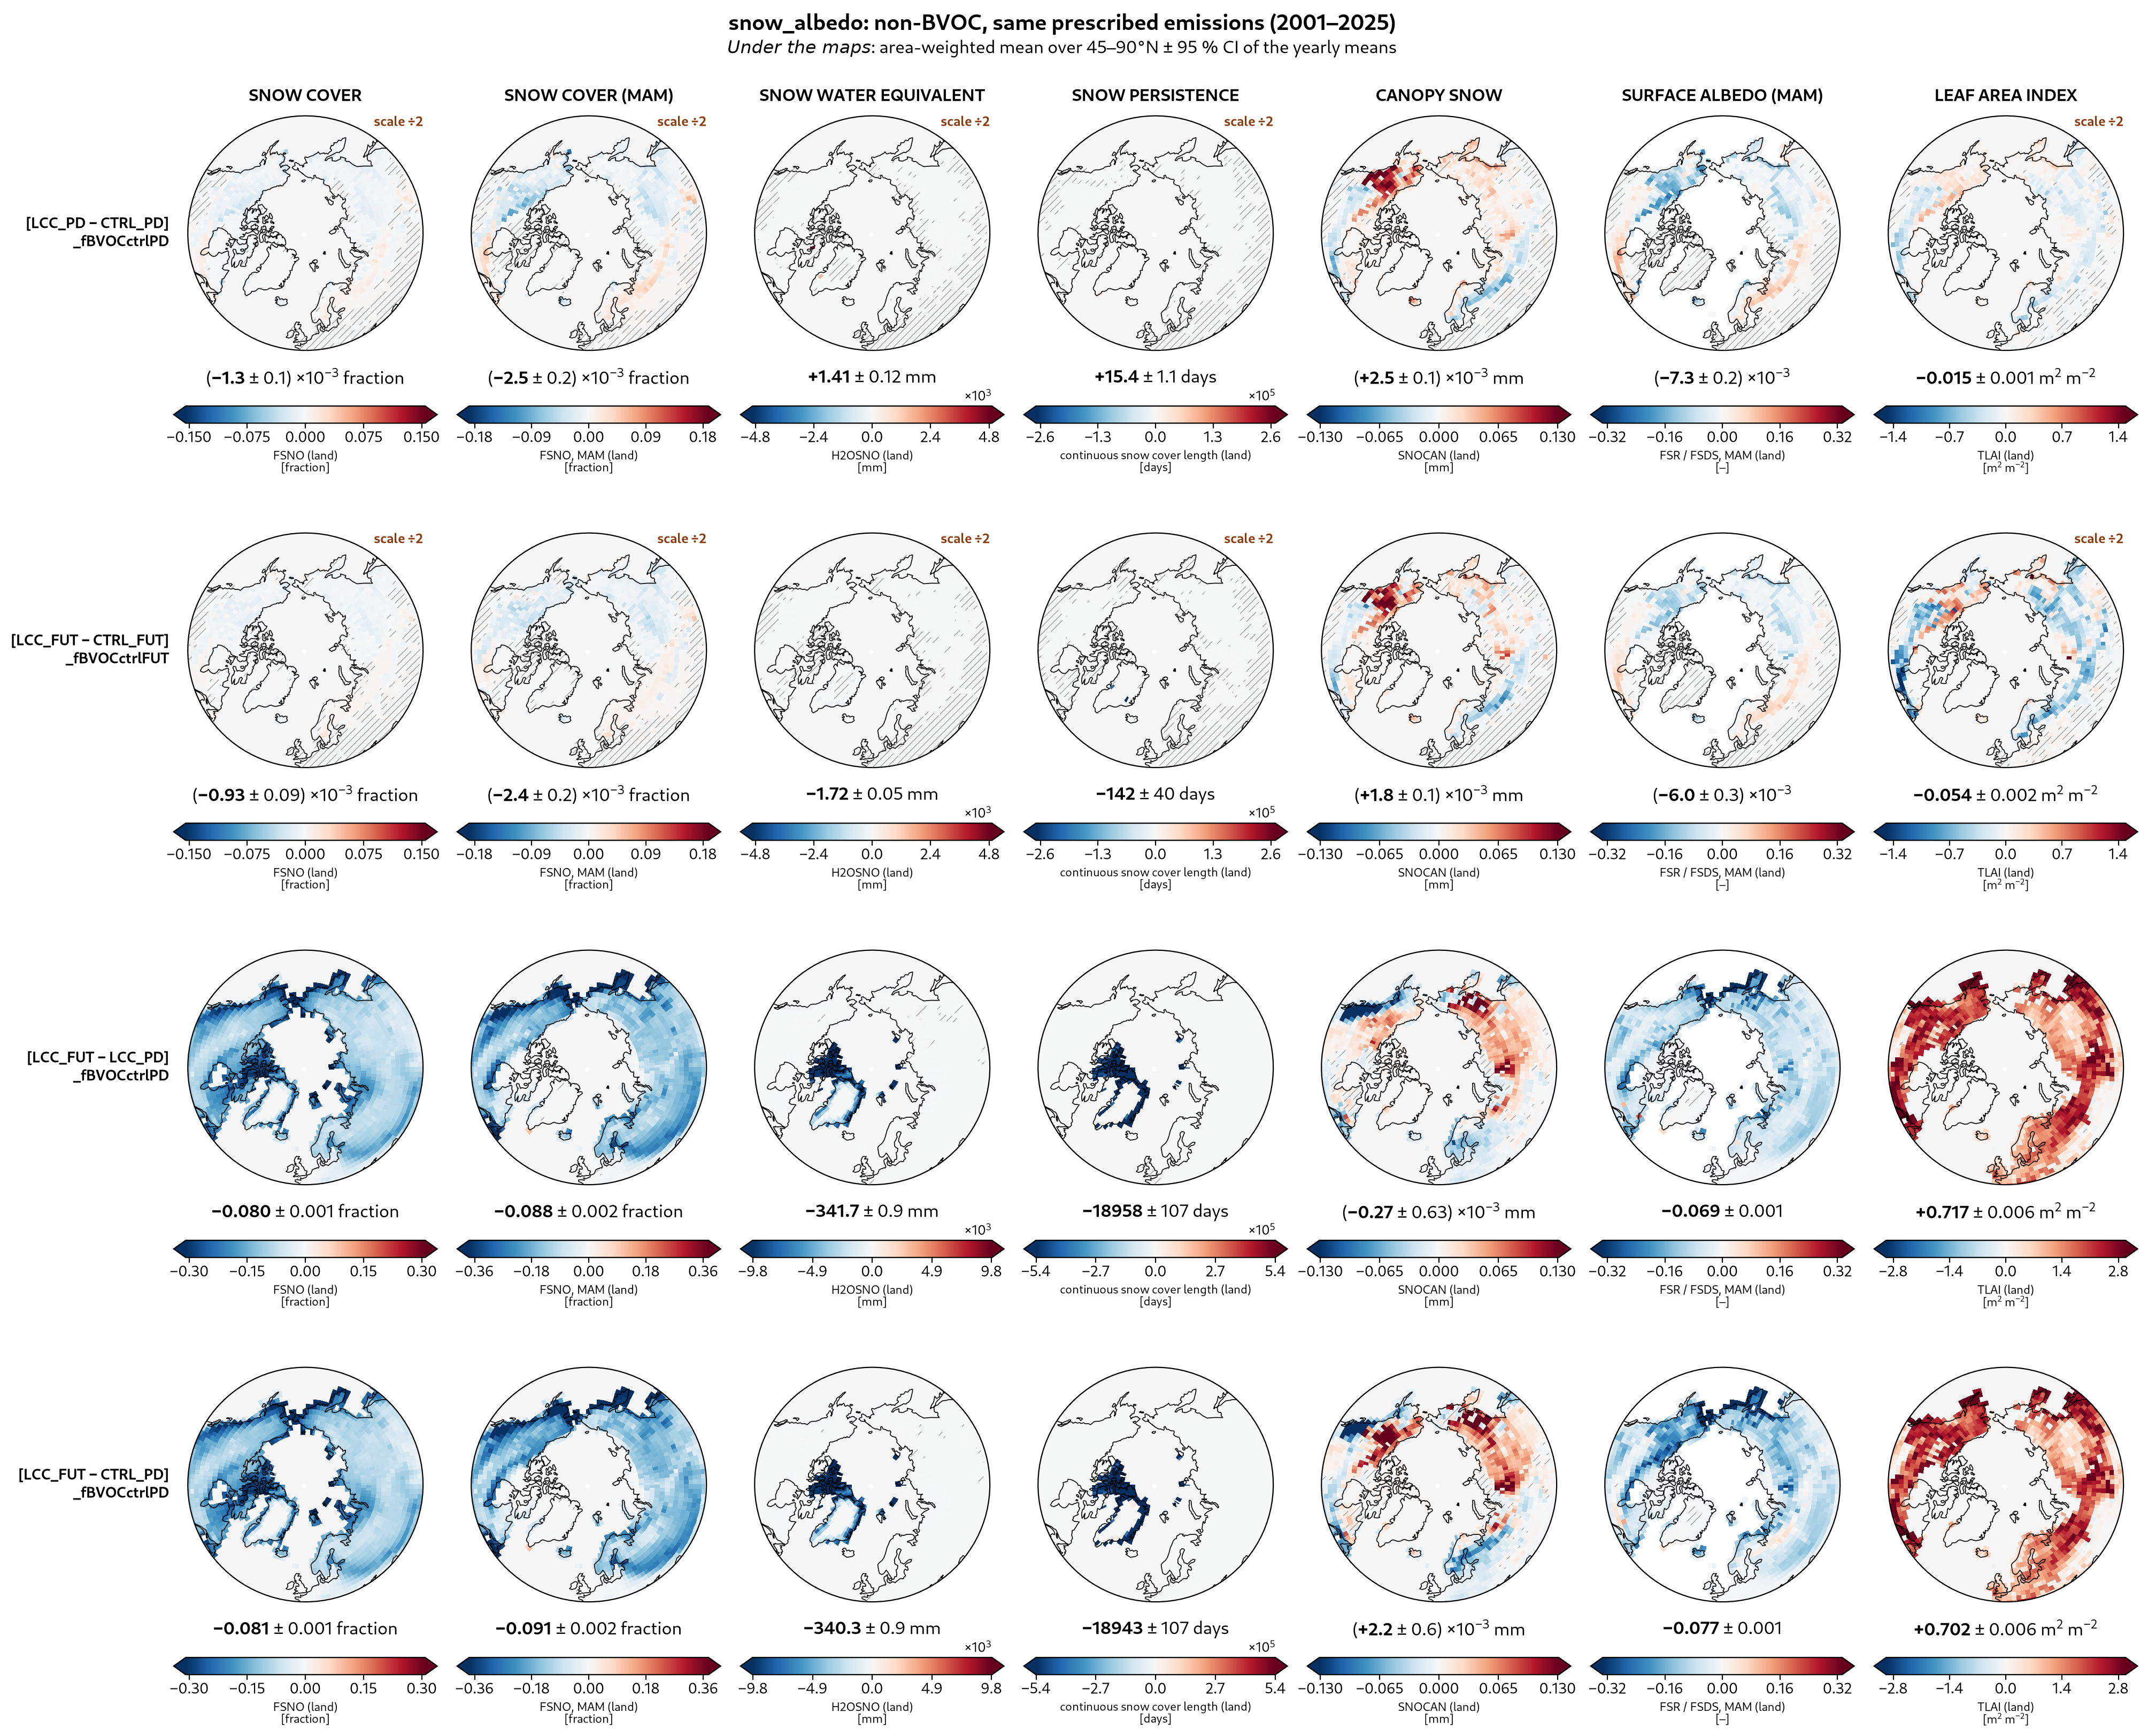 snow_albedo: non-BVOC, same prescribed emissions (2001–2025)
Under the maps: area-weighted mean over 45–90°N ± 95 % CI of the yearly means
SNOW COVER
SNOW COVER (MAM)
SNOW WATER EQUIVALENT
SNOW PERSISTENCE
CANOPY SNOW
SURFACE ALBEDO (MAM)
LEAF AREA INDEX
scale ÷2
scale ÷2
scale ÷2
scale ÷2
scale ÷2
[LCC_PD − CTRL_PD]
_fBVOCctrlPD
(−1.3 ± 0.1) ×10⁻³ fraction
(−2.5 ± 0.2) ×10⁻³ fraction
+1.41 ± 0.12 mm
+15.4 ± 1.1 days
(+2.5 ± 0.1) ×10⁻³ mm
(−7.3 ± 0.2) ×10⁻³
−0.015 ± 0.001 m² m⁻²
×10³
×10⁵
−0.150 −0.075 0.000 0.075 0.150
−0.18 −0.09 0.00 0.09 0.18
−4.8 −2.4 0.0 2.4 4.8
−2.6 −1.3 0.0 1.3 2.6
−0.130 −0.065 0.000 0.065 0.130
−0.32 −0.16 0.00 0.16 0.32
−1.4 −0.7 0.0 0.7 1.4
FSNO (land)
[fraction]
FSNO, MAM (land)
[fraction]
H2OSNO (land)
[mm]
continuous snow cover length (land)
[days]
SNOCAN (land)
[mm]
FSR / FSDS, MAM (land)
[–]
TLAI (land)
[m² m⁻²]
scale ÷2
scale ÷2
scale ÷2
scale ÷2
scale ÷2
[LCC_FUT − CTRL_FUT]
_fBVOCctrlFUT
(−0.93 ± 0.09) ×10⁻³ fraction
(−2.4 ± 0.2) ×10⁻³ fraction
−1.72 ± 0.05 mm
−142 ± 40 days
(+1.8 ± 0.1) ×10⁻³ mm
(−6.0 ± 0.3) ×10⁻³
−0.054 ± 0.002 m² m⁻²
×10³
×10⁵
−0.150 −0.075 0.000 0.075 0.150
−0.18 −0.09 0.00 0.09 0.18
−4.8 −2.4 0.0 2.4 4.8
−2.6 −1.3 0.0 1.3 2.6
−0.130 −0.065 0.000 0.065 0.130
−0.32 −0.16 0.00 0.16 0.32
−1.4 −0.7 0.0 0.7 1.4
FSNO (land)
[fraction]
FSNO, MAM (land)
[fraction]
H2OSNO (land)
[mm]
continuous snow cover length (land)
[days]
SNOCAN (land)
[mm]
FSR / FSDS, MAM (land)
[–]
TLAI (land)
[m² m⁻²]
[LCC_FUT − LCC_PD]
_fBVOCctrlPD
−0.080 ± 0.001 fraction
−0.088 ± 0.002 fraction
−341.7 ± 0.9 mm
−18958 ± 107 days
(−0.27 ± 0.63) ×10⁻³ mm
−0.069 ± 0.001
+0.717 ± 0.006 m² m⁻²
×10³
×10⁵
−0.30 −0.15 0.00 0.15 0.30
−0.36 −0.18 0.00 0.18 0.36
−9.8 −4.9 0.0 4.9 9.8
−5.4 −2.7 0.0 2.7 5.4
−0.130 −0.065 0.000 0.065 0.130
−0.32 −0.16 0.00 0.16 0.32
−2.8 −1.4 0.0 1.4 2.8
FSNO (land)
[fraction]
FSNO, MAM (land)
[fraction]
H2OSNO (land)
[mm]
continuous snow cover length (land)
[days]
SNOCAN (land)
[mm]
FSR / FSDS, MAM (land)
[–]
TLAI (land)
[m² m⁻²]
[LCC_FUT − CTRL_PD]
_fBVOCctrlPD
−0.081 ± 0.001 fraction
−0.091 ± 0.002 fraction
−340.3 ± 0.9 mm
−18943 ± 107 days
(+2.2 ± 0.6) ×10⁻³ mm
−0.077 ± 0.001
+0.702 ± 0.006 m² m⁻²
×10³
×10⁵
−0.30 −0.15 0.00 0.15 0.30
−0.36 −0.18 0.00 0.18 0.36
−9.8 −4.9 0.0 4.9 9.8
−5.4 −2.7 0.0 2.7 5.4
−0.130 −0.065 0.000 0.065 0.130
−0.32 −0.16 0.00 0.16 0.32
−2.8 −1.4 0.0 1.4 2.8
FSNO (land)
[fraction]
FSNO, MAM (land)
[fraction]
H2OSNO (land)
[mm]
continuous snow cover length (land)
[days]
SNOCAN (land)
[mm]
FSR / FSDS, MAM (land)
[–]
TLAI (land)
[m² m⁻²]